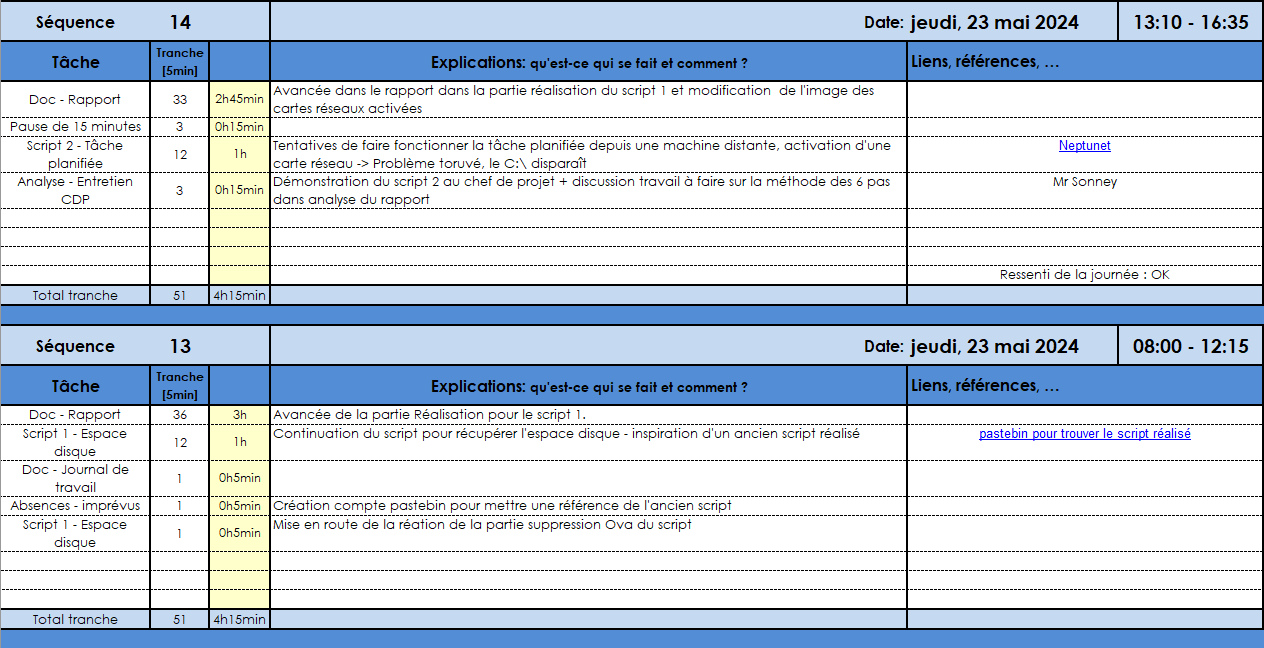 Séquence 14 Date: jeudi, 23 mai 2024 13:10 - 16:35
Tâche Tranche [5min] Explications: qu'est-ce qui se fait et comment ? Liens, références, …
Doc - Rapport 33 2h45min Avancée dans le rapport dans la partie réalisation du script 1 et modification de l'image des
cartes réseaux activées
Pause de 15 minutes 3 0h15min
Script 2 - Tâche planifiée 12 1h Tentatives de faire fonctionner la tâche planifiée depuis une machine distante, activation d'une Neptunet
carte réseau -> Problème toruvé, le C:\ disparaît
Analyse - Entretien CDP 3 0h15min Démonstration du script 2 au chef de projet + discussion travail à faire sur la méthode des 6 pas Mr Sonney
dans analyse du rapport
Ressenti de la journée : OK
Total tranche 51 4h15min
Séquence 13 Date: jeudi, 23 mai 2024 08:00 - 12:15
Tâche Tranche [5min] Explications: qu'est-ce qui se fait et comment ? Liens, références, …
Doc - Rapport 36 3h Avancée de la partie Réalisation pour le script 1.
Script 1 - Espace disque 12 1h Continuation du script pour récupérer l'espace disque - inspiration d'un ancien script réalisé pastebin pour trouver le script réalisé
Doc - Journal de travail 1 0h5min
Absences - imprévus 1 0h5min Création compte pastebin pour mettre une référence de l'ancien script
Script 1 - Espace disque 1 0h5min Mise en route de la réation de la partie suppression Ova du script
Total tranche 51 4h15min